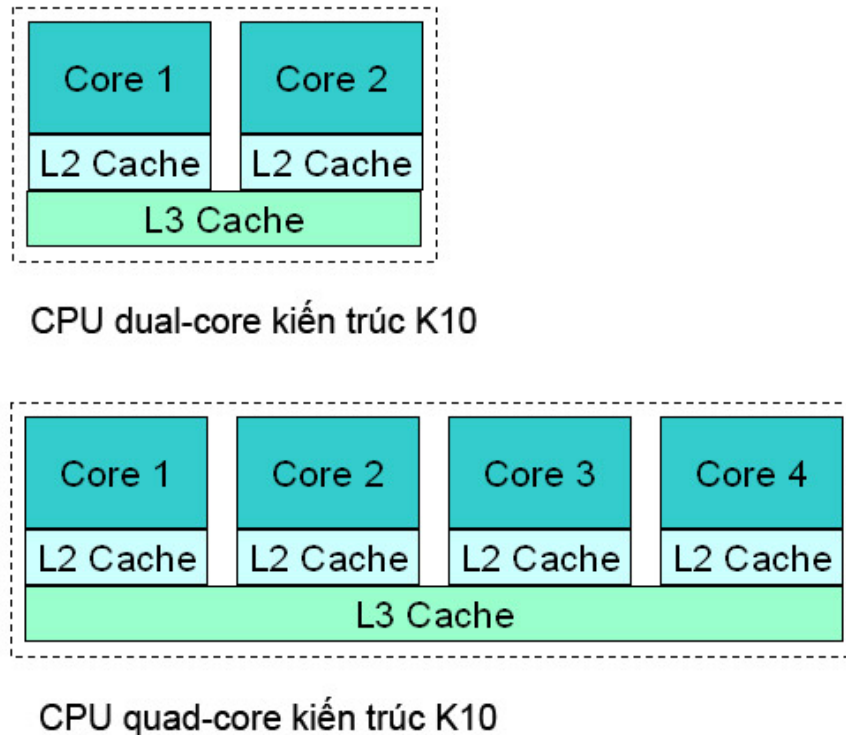 Core 1 Core 2
L2 Cache L2 Cache
L3 Cache
CPU dual-core kiến trúc K10
Core 1 Core 2 Core 3 Core 4
L2 Cache L2 Cache L2 Cache L2 Cache
L3 Cache
CPU quad-core kiến trúc K10